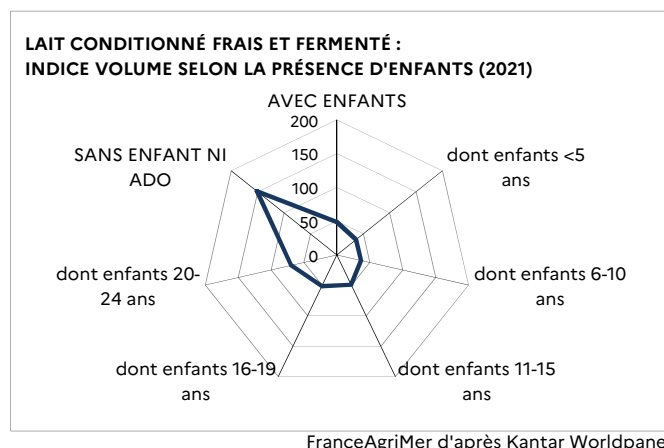 LAIT CONDITIONNÉ FRAIS ET FERMENTÉ :
INDICE VOLUME SELON LA PRÉSENCE D'ENFANTS (2021)
AVEC ENFANTS
200
150
100
50
0
dont enfants <5
ans
dont enfants 6-10
ans
dont enfants 11-15
ans
dont enfants 16-19
ans
dont enfants 20-
24 ans
SANS ENFANT NI
ADO
FranceAgriMer d'après Kantar Worldpane